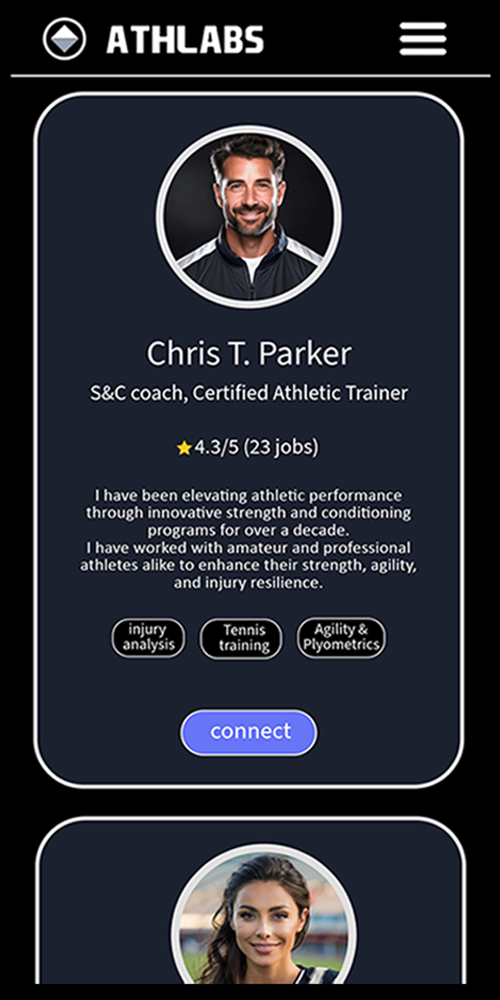 ATHLABS
Chris T. Parker
S&C coach, Certified Athletic Trainer
⭐4.3/5 (23 jobs)
I have been elevating athletic performance
through innovative strength and conditioning
programs for over a decade.
I have worked with amateur and professional
athletes alike to enhance their strength, agility,
and injury resilience.
injury
analysis
Tennis
training
Agility &
Plyometrics
connect